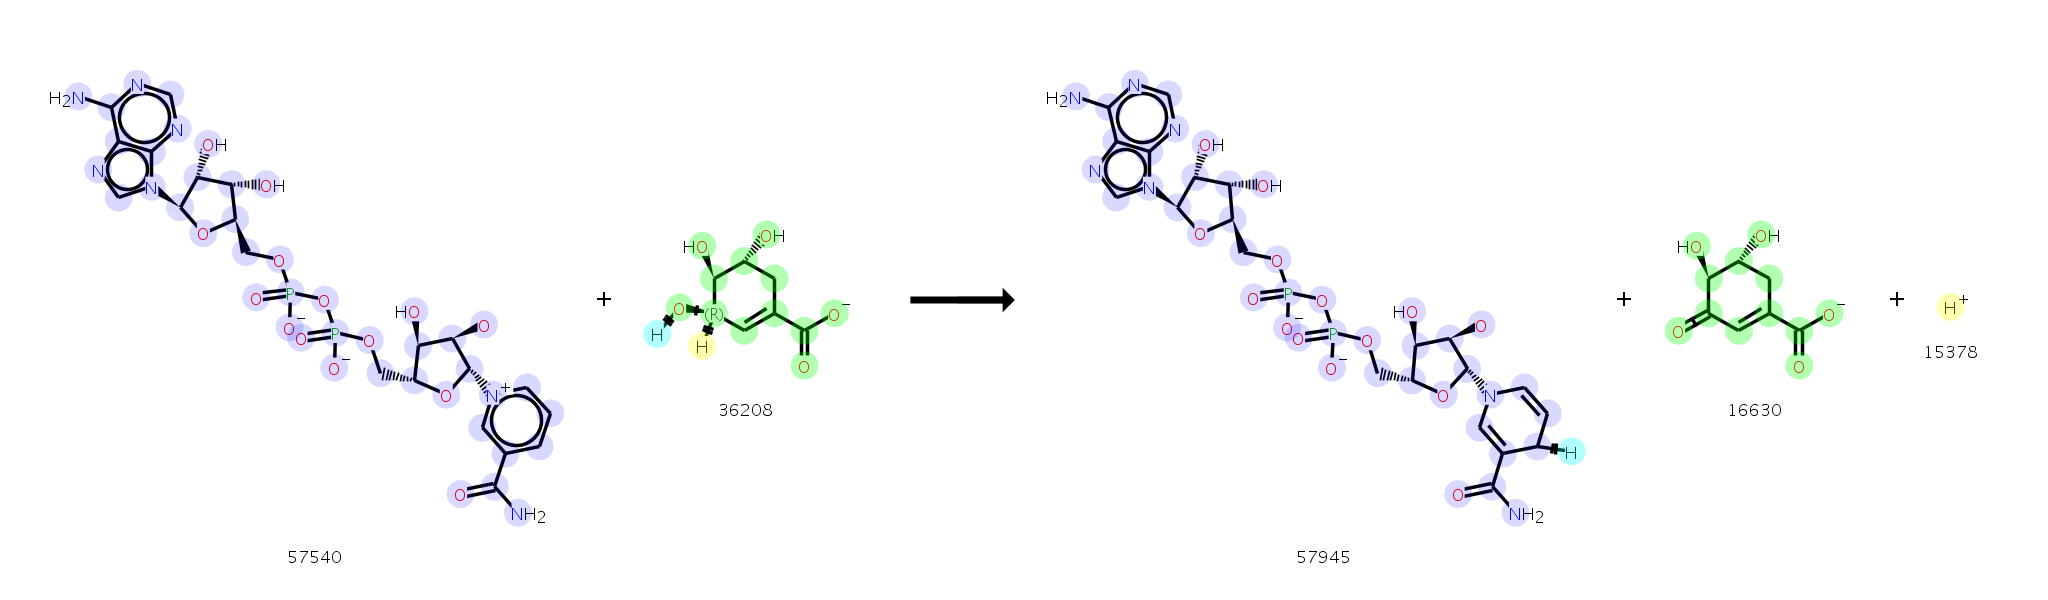 H2N N N N N OH OH O O P O O O− O P O O− O HO O O N+ O NH2
57540
+
HO OH O (R) H H O− O
36208
H2N N N N N OH OH O O P O O O− O P O O− O HO O O N H O NH2
57945
+
HO OH O O− O
16630
+
H+
15378